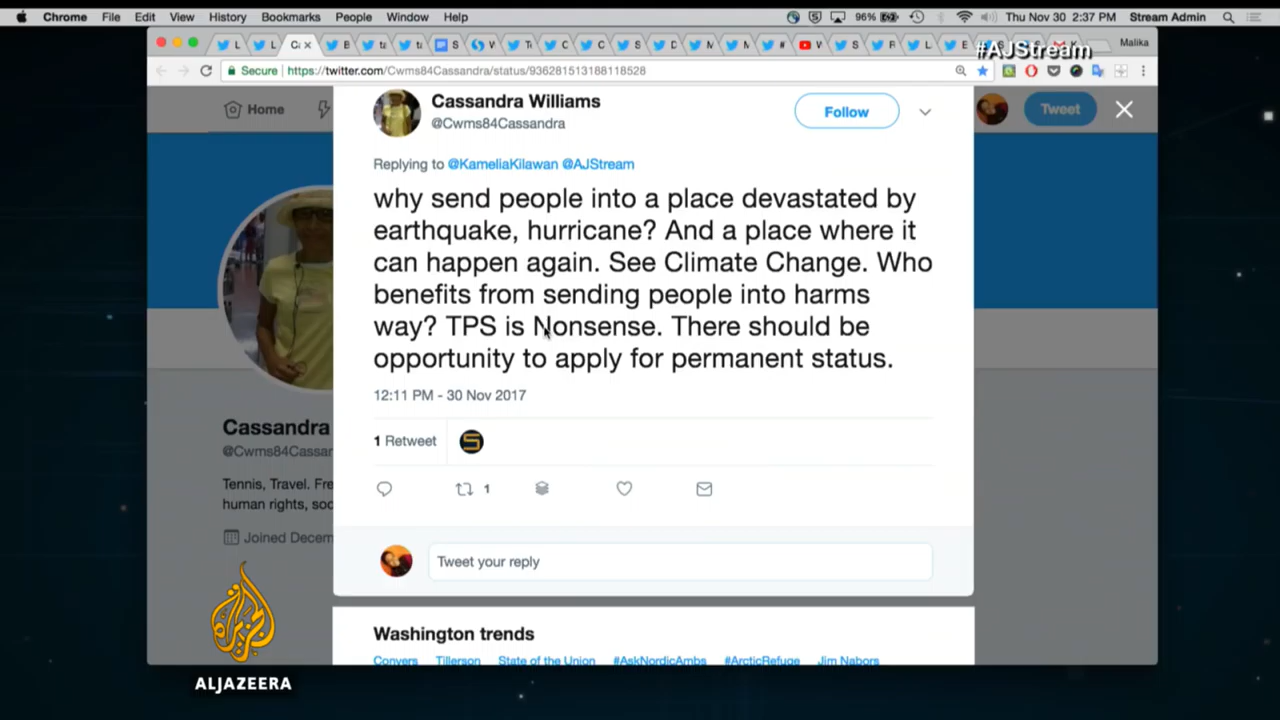 Chrome File Edit View History Bookmarks People Window Help
96% Thu Nov 30 2:37 PM Stream Admin
#AJStream
Malika
Secure https://twitter.com/Cwms84Cassandra/status/936281513188118528
Home
Cassandra Williams
@Cwms84Cassandra
Follow
Tweet
Replying to @KameliaKilawan @AJStream
why send people into a place devastated by
earthquake, hurricane? And a place where it
can happen again. See Climate Change. Who
benefits from sending people into harms
way? TPS is Nonsense. There should be
opportunity to apply for permanent status.
12:11 PM - 30 Nov 2017
1 Retweet
1
Tweet your reply
Cassandra
@Cwms84Cassar
Tennis, Travel. Fre
human rights, soc
Joined Decem
Washington trends
Conyers Tillerson State of the Union #AskNordicAmbs #ArcticRefuge Jim Nabors
ALJAZEERA